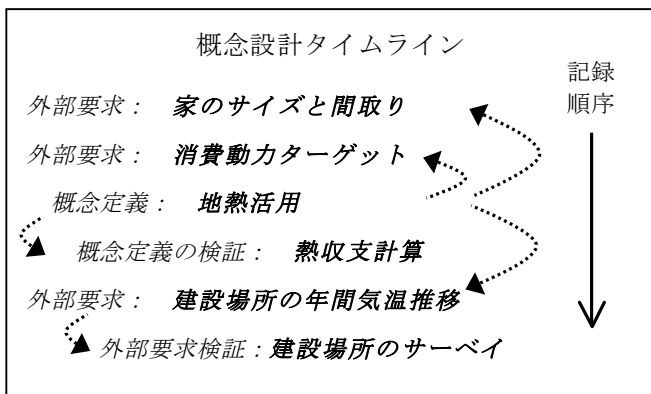 概念設計タイムライン
記録
順序
外部要求： 家のサイズと間取り
外部要求： 消費動力ターゲット
概念定義： 地熱活用
概念定義の検証： 熱収支計算
外部要求： 建設場所の年間気温推移
外部要求検証：建設場所のサーベイ